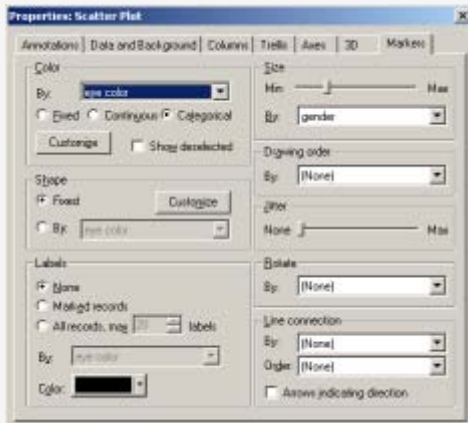 Properties: Scatter Plot
Annotations Data and Background Columns Trellis Axes 3D Markers
Color
By: eye color
Fixed Continuous Categorical
Customize Show deselected
Shape
Fixed Customize
By: eye color
Labels
None
Marked records
All records, max 20 labels
By: eye color
Color:
Size
Min Max
By: gender
Drawing order
By: (None)
Jitter
None Max
Rotate
By: (None)
Line connection
By: (None)
Order: (None)
Arrows indicating direction